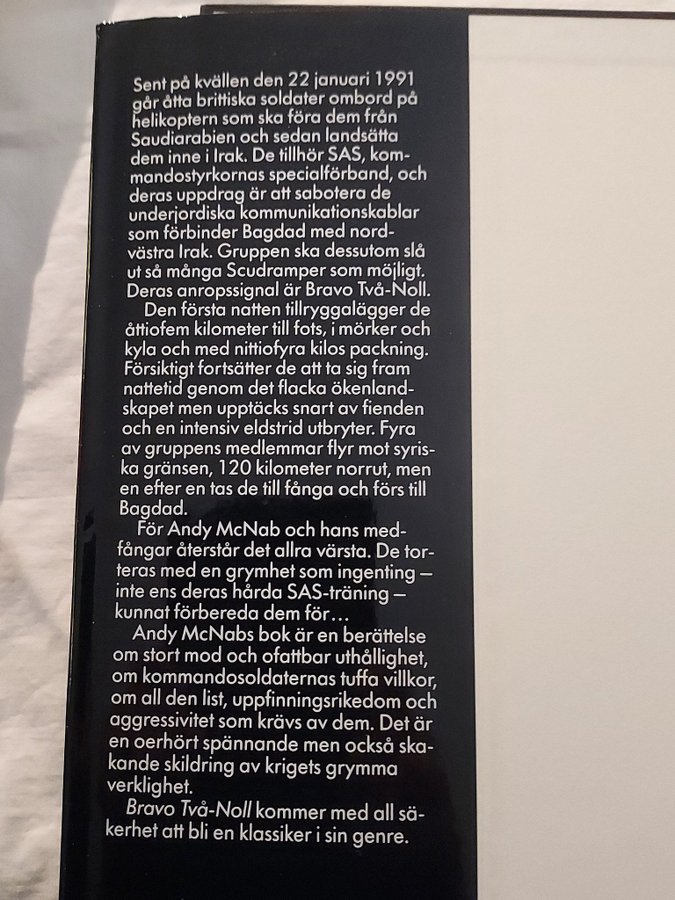 Sent på kvällen den 22 januari 1991
går åtta brittiska soldater ombord på
helikoptern som ska föra dem från
Saudiarabien och sedan landsätta
dem inne i Irak. De tillhör SAS, kom-
mandostyrkornas specialförband, och
deras uppdrag är att sabotera de
underjordiska kommunikationskablar
som förbinder Bagdad med nord-
västra Irak. Gruppen ska dessutom slå
ut så många Scudramper som möjligt.
Deras anropssignal är Bravo Två-Noll.
Den första natten tillryggalägger de
åttiofem kilometer till fots, i mörker och
kyla och med nittiofyra kilos packning.
Försiktigt fortsätter de att ta sig fram
nattetid genom det flacka ökenland-
skapet men upptäcks snart av fienden
och en intensiv eldstrid utbryter. Fyra
av gruppens medlemmar flyr mot syris-
ka gränsen, 120 kilometer norrut, men
en efter en tas de till fånga och förs till
Bagdad.
För Andy McNab och hans med-
fångar återstår det allra värsta. De tor-
teras med en grymhet som ingenting –
inte ens deras hårda SAS-träning –
kunnat förbereda dem för...
Andy McNabs bok är en berättelse
om stort mod och ofattbar uthållighet,
om kommandosoldaternas tuffa villkor,
om all den list, uppfinningsrikedom och
aggressivitet som krävs av dem. Det är
en oerhört spännande men också ska-
kande skildring av krigets grymma
verklighet.
Bravo Två-Noll kommer med all sä-
kerhet att bli en klassiker i sin genre.